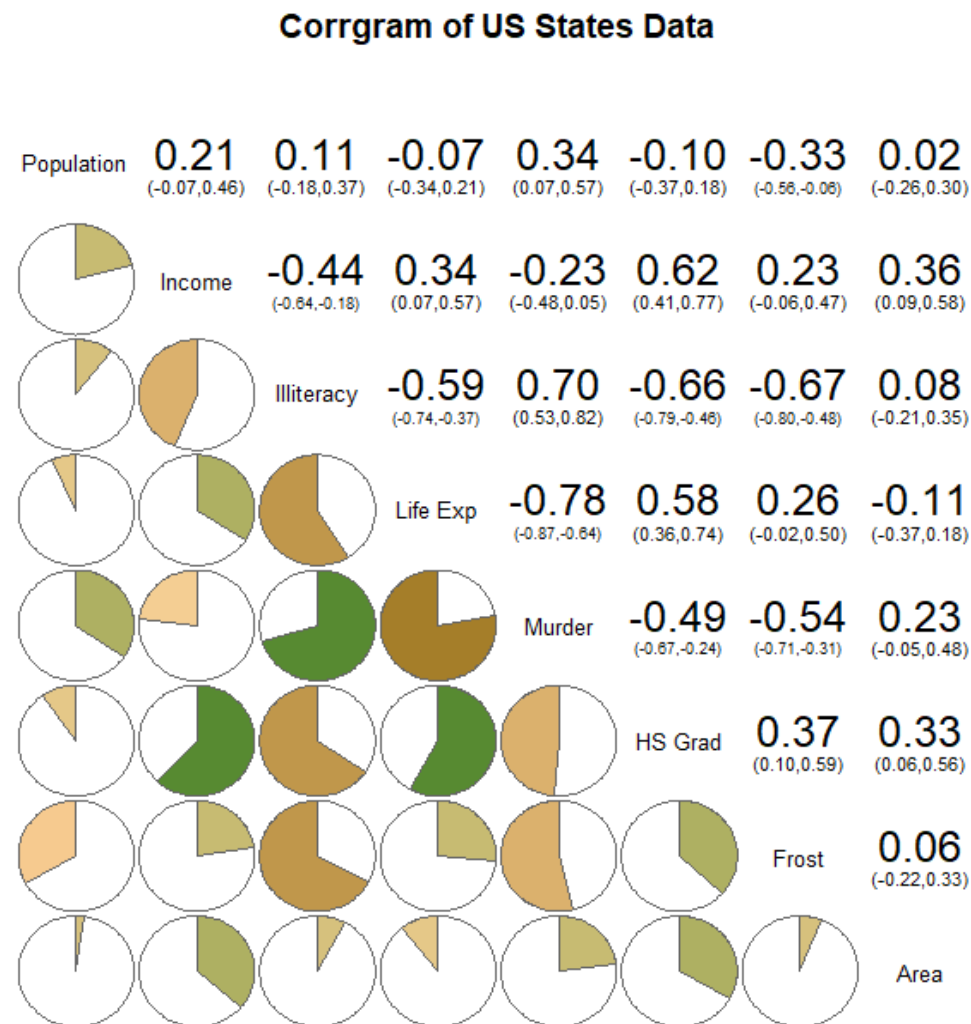 Corrgram of US States Data
Population 0.21 0.11 -0.07 0.34 -0.10 -0.33 0.02
(-0.07,0.46) (-0.18,0.37) (-0.34,0.21) (0.07,0.57) (-0.37,0.18) (-0.56,-0.06) (-0.26,0.30)
Income -0.44 0.34 -0.23 0.62 0.23 0.36
(-0.64,-0.18) (0.07,0.57) (-0.48,0.05) (0.41,0.77) (-0.06,0.47) (0.09,0.58)
Illiteracy -0.59 0.70 -0.66 -0.67 0.08
(-0.74,-0.37) (0.53,0.82) (-0.79,-0.46) (-0.80,-0.48) (-0.21,0.35)
Life Exp -0.78 0.58 0.26 -0.11
(-0.87,-0.64) (0.36,0.74) (-0.02,0.50) (-0.37,0.18)
Murder -0.49 -0.54 0.23
(-0.67,-0.24) (-0.71,-0.31) (-0.05,0.48)
HS Grad 0.37 0.33
(0.10,0.59) (0.06,0.56)
Frost 0.06
(-0.22,0.33)
Area